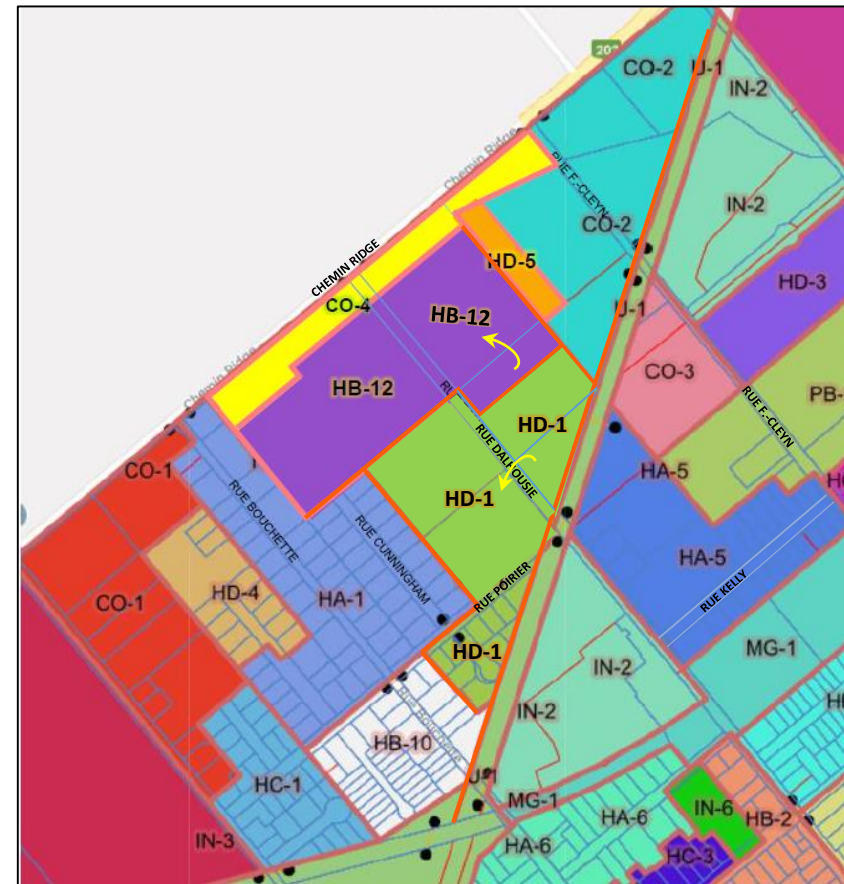 202
CO-2
U-1
IN-2
Chemin Ridge
RUE F.-CLEYN
IN-2
CO-2
HD-5
HD-3
CHEMIN RIDGE
CO-4
HB-12
U-1
Chemin Ridge
HB-12
CO-3
PB-
RUE F.-CLEYN
HD-1
RUE DALHOUSIE
CO-1
HA-5
RUE BOUCHETTE
HD-1
RUE CUNNINGHAM
HA-5
HD-4
HA-1
RUE POIRIER
RUE KELLY
CO-1
HD-1
MG-1
IN-2
IN-2
Rue Bouchette
HB-10
HC-1
U-1
MG-1
HA-6
IN-6
HB-2
IN-3
HA-6
HC-3